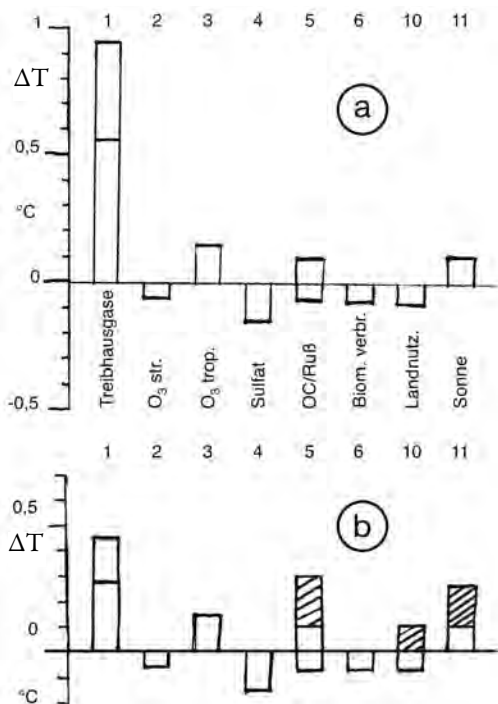 1 1 2 3 4 5 6 10 11
ΔT
a
0,5
°C
0
Treibhausgase
O3 str.
O3 trop.
Sulfat
OC/Ruß
Biom. verbr.
Landnutz.
Sonne
-0,5
1 2 3 4 5 6 10 11
0,5
b
ΔT
0
°C